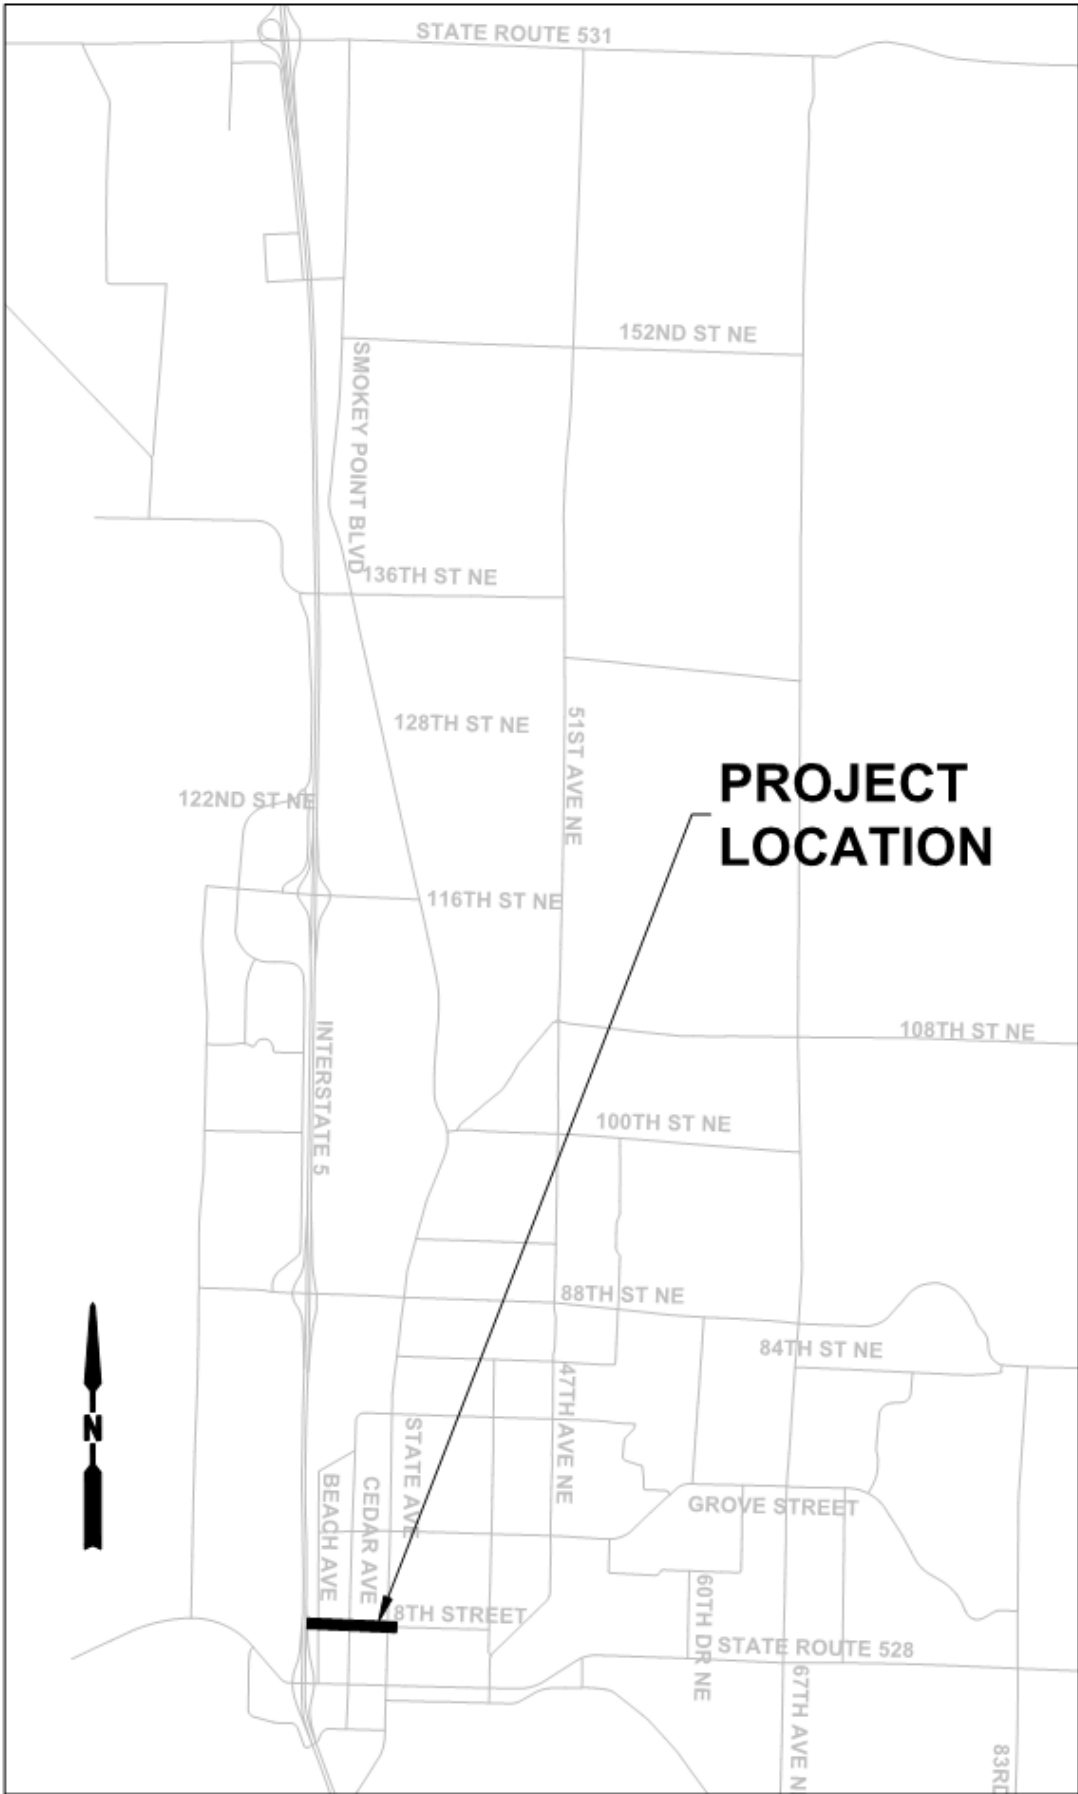 STATE ROUTE 531
152ND ST NE
SMOKEY POINT BLVD
136TH ST NE
128TH ST NE
51ST AVE NE
PROJECT
LOCATION
122ND ST NE
116TH ST NE
INTERSTATE 5
108TH ST NE
100TH ST NE
88TH ST NE
84TH ST NE
47TH AVE NE
N
STATE AVE
BEACH AVE
CEDAR AVE
GROVE STREET
8TH STREET
60TH DR NE
STATE ROUTE 528
67TH AVE N
83RD